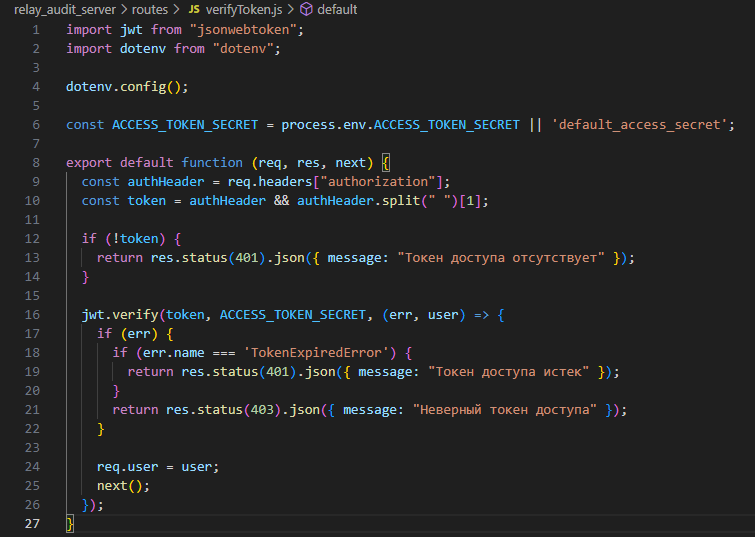 relay_audit_server > routes > JS verifyToken.js > default
1 import jwt from "jsonwebtoken";
2 import dotenv from "dotenv";
3
4 dotenv.config();
5
6 const ACCESS_TOKEN_SECRET = process.env.ACCESS_TOKEN_SECRET || 'default_access_secret';
7
8 export default function (req, res, next) {
9   const authHeader = req.headers["authorization"];
10   const token = authHeader && authHeader.split(" ")[1];
11
12   if (!token) {
13     return res.status(401).json({ message: "Токен доступа отсутствует" });
14   }
15
16   jwt.verify(token, ACCESS_TOKEN_SECRET, (err, user) => {
17     if (err) {
18       if (err.name === 'TokenExpiredError') {
19         return res.status(401).json({ message: "Токен доступа истек" });
20       }
21       return res.status(403).json({ message: "Неверный токен доступа" });
22     }
23
24     req.user = user;
25     next();
26   });
27 }